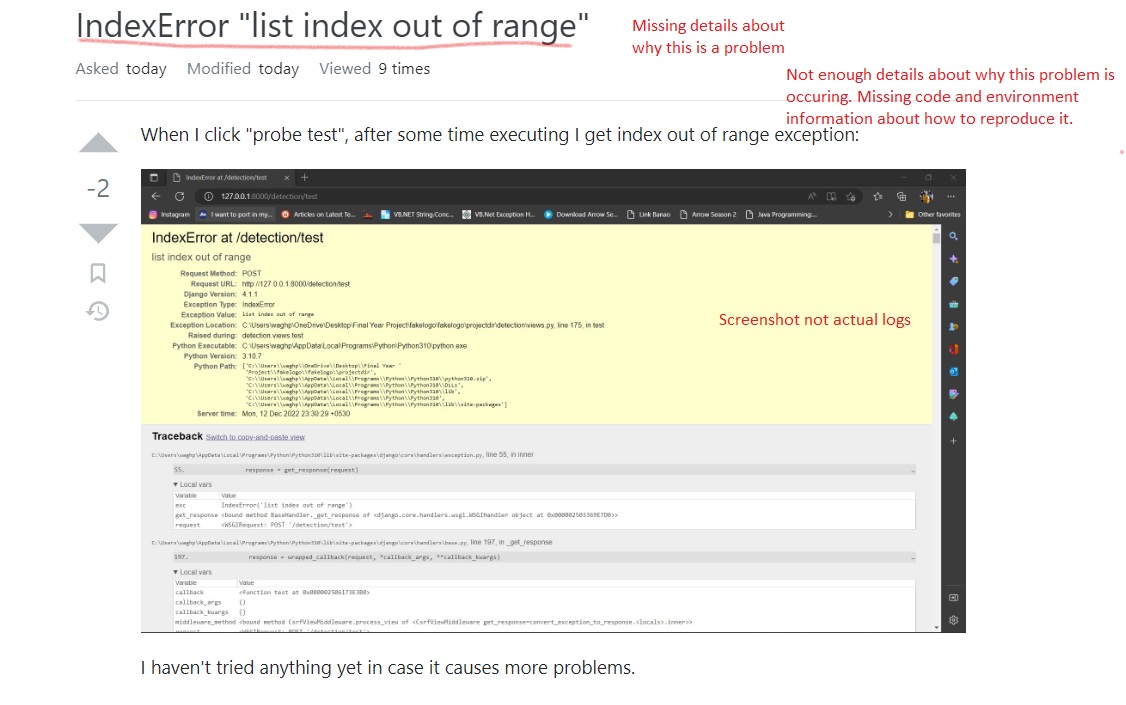 IndexError "list index out of range"
Missing details about
why this is a problem
Asked today Modified today Viewed 9 times
Not enough details about why this problem is
occuring. Missing code and environment
information about how to reproduce it.
When I click "probe test", after some time executing I get index out of range exception:
-2
IndexError at /detection/test
127.0.0.1:8000/detection/test
Instagram I want to port in my... Articles on Latest Te... VB.NET String.Conc... VB.Net Exception H... Download Arrow Se... Link Banao Arrow Season 2 Java Programming:... Other favorites
IndexError at /detection/test
list index out of range
Request Method: POST
Request URL: http://127.0.0.1:8000/detection/test
Django Version: 4.1.1
Exception Type: IndexError
Exception Value: list index out of range
Screenshot not actual logs
Exception Location: C:\Users\waghp\OneDrive\Desktop\Final Year Project\fakelogo\fakelogo\projectdir\detection\views.py, line 175, in test
Raised during: detection.views.test
Python Executable: C:\Users\waghp\AppData\Local\Programs\Python\Python310\python.exe
Python Version: 3.10.7
Python Path: ['C:\\Users\\waghp\\OneDrive\\Desktop\\Final Year '
'Project\\fakelogo\\fakelogo\\projectdir',
'C:\\Users\\waghp\\AppData\\Local\\Programs\\Python\\Python310\\python310.zip',
'C:\\Users\\waghp\\AppData\\Local\\Programs\\Python\\Python310\\DLLs',
'C:\\Users\\waghp\\AppData\\Local\\Programs\\Python\\Python310\\lib',
'C:\\Users\\waghp\\AppData\\Local\\Programs\\Python\\Python310',
'C:\\Users\\waghp\\AppData\\Local\\Programs\\Python\\Python310\\lib\\site-packages']
Server time: Mon, 12 Dec 2022 23:30:29 +0530
Traceback Switch to copy-and-paste view
C:\Users\waghp\AppData\Local\Programs\Python\Python310\lib\site-packages\django\core\handlers\exception.py, line 55, in inner
55. response = get_response(request)
▼ Local vars
Variable Value
exc IndexError('list index out of range')
get_response <bound method BaseHandler._get_response of <django.core.handlers.wsgi.WSGIHandler object at
request <WSGIRequest: POST '/detection/test'>
C:\Users\waghp\AppData\Local\Programs\Python\Python310\lib\site-packages\django\core\handlers\base.py, line 197, in _get_response
197. response = wrapped_callback(request, *callback_args, **callback_kwargs)
▼ Local vars
Variable Value
callback <function test at
callback_args ()
callback_kwargs {}
middleware_method <bound method CsrfViewMiddleware.process_view of <CsrfViewMiddleware get_response=convert_exception_to_response.<locals>.inner>>
request <WSGIRequest: POST '/detection/test'>
I haven't tried anything yet in case it causes more problems.